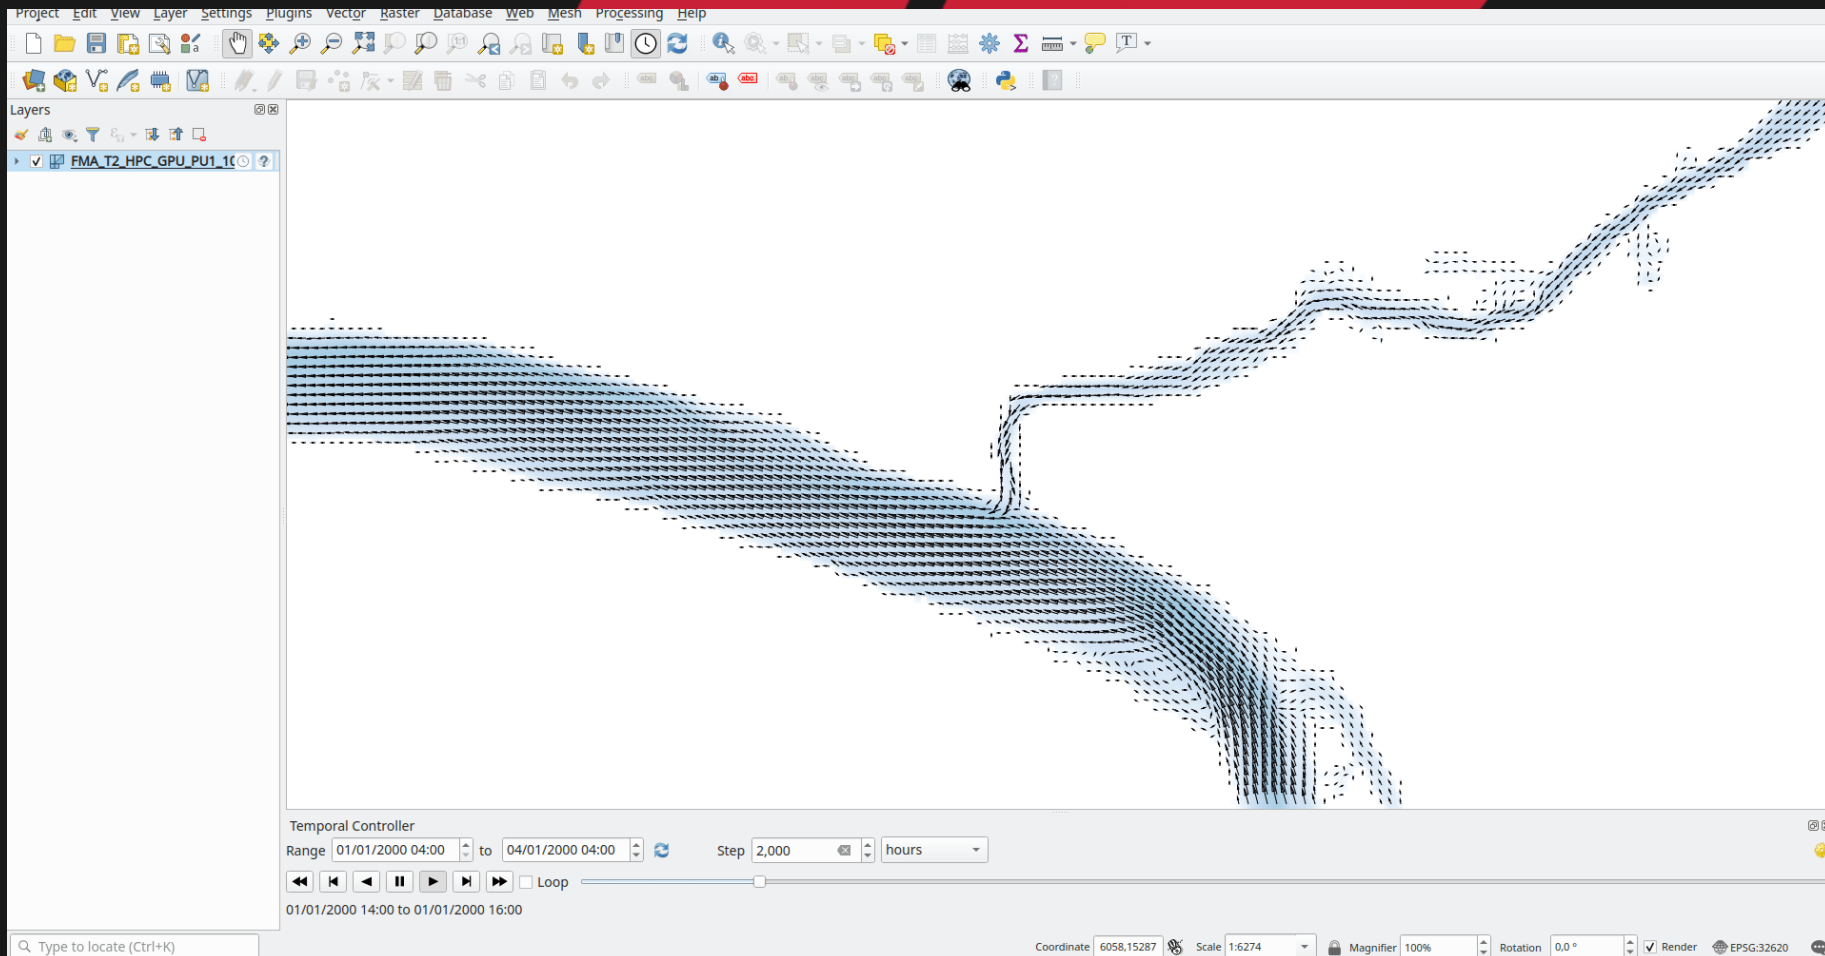 Project Edit View Layer Settings Plugins Vector Raster Database Web Mesh Processing Help
Layers
FMA_T2_HPC_GPU_PU1_10
Temporal Controller
Range 01/01/2000 04:00 to 04/01/2000 04:00 Step 2,000 hours
Loop
01/01/2000 14:00 to 01/01/2000 16:00
Type to locate (Ctrl+K) Coordinate 6058,15287 Scale 1:6274 Magnifier 100% Rotation 0,0 ° Render EPSG:32620